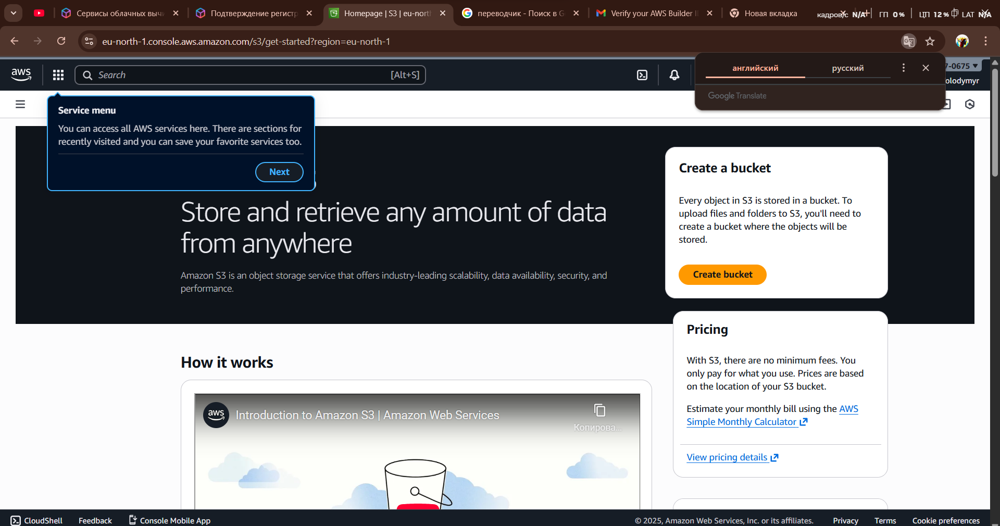 Сервисы облачных выч
Подтверждение регистр
Homepage | S3 | eu-nort
переводчик - Поиск в G
Verify your AWS Builder I
Новая вкладка
N/A
ГП 0 %
ЦП 12 %
LAT N/A
eu-north-1.console.aws.amazon.com/s3/get-started?region=eu-north-1
английский
русский
Google Translate
aws
Search
[Alt+S]
7-0675
olodymyr
Service menu
You can access all AWS services here. There are sections for
recently visited and you can save your favorite services too.
Next
Store and retrieve any amount of data
from anywhere
Amazon S3 is an object storage service that offers industry-leading scalability, data availability, security, and
performance.
Create a bucket
Every object in S3 is stored in a bucket. To
upload files and folders to S3, you'll need to
create a bucket where the objects will be
stored.
Create bucket
Pricing
With S3, there are no minimum fees. You
only pay for what you use. Prices are based
on the location of your S3 bucket.
Estimate your monthly bill using the AWS
Simple Monthly Calculator
View pricing details
How it works
aws
Introduction to Amazon S3 | Amazon Web Services
Копирова...
CloudShell
Feedback
Console Mobile App
© 2025, Amazon Web Services, Inc. or its affiliates.
Privacy
Terms
Cookie preferences